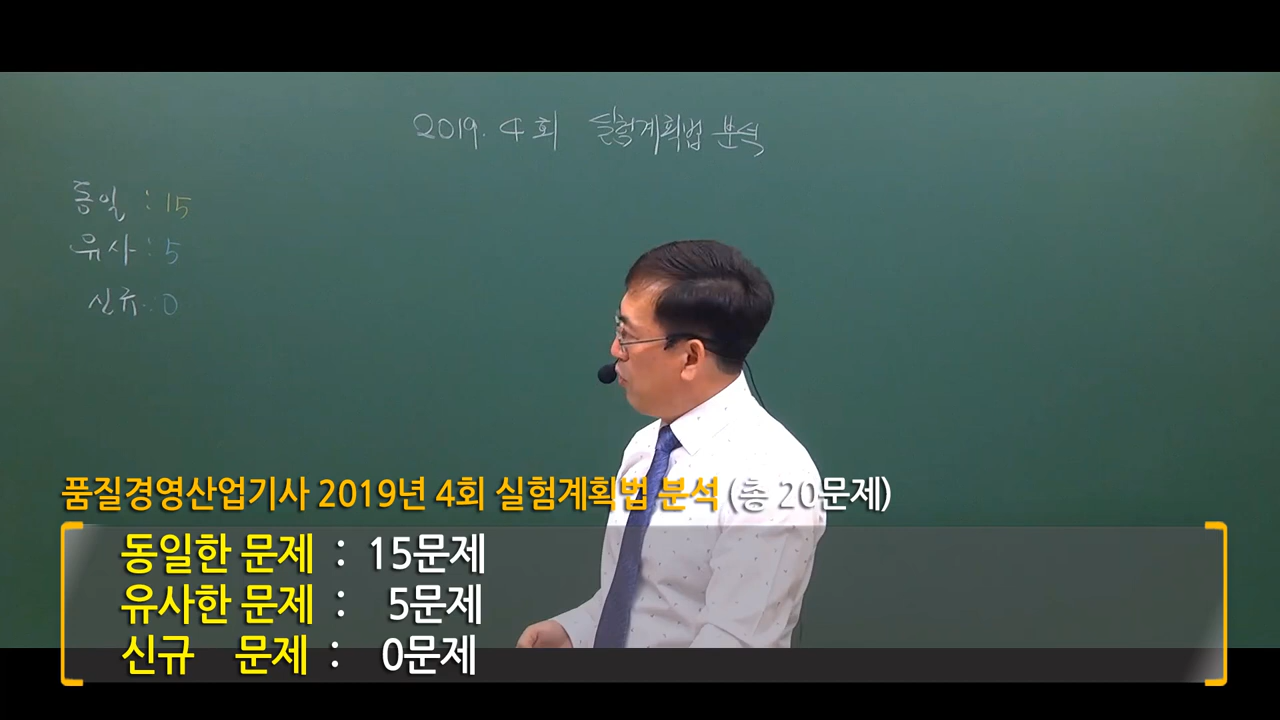 2019. 4회 실험계획법 분석
동일 : 15
유사 : 5
신규 : 0
품질경영산업기사 2019년 4회 실험계획법 분석 (총 20문제)
동일한 문제 : 15문제
유사한 문제 : 5문제
신규 문제 : 0문제